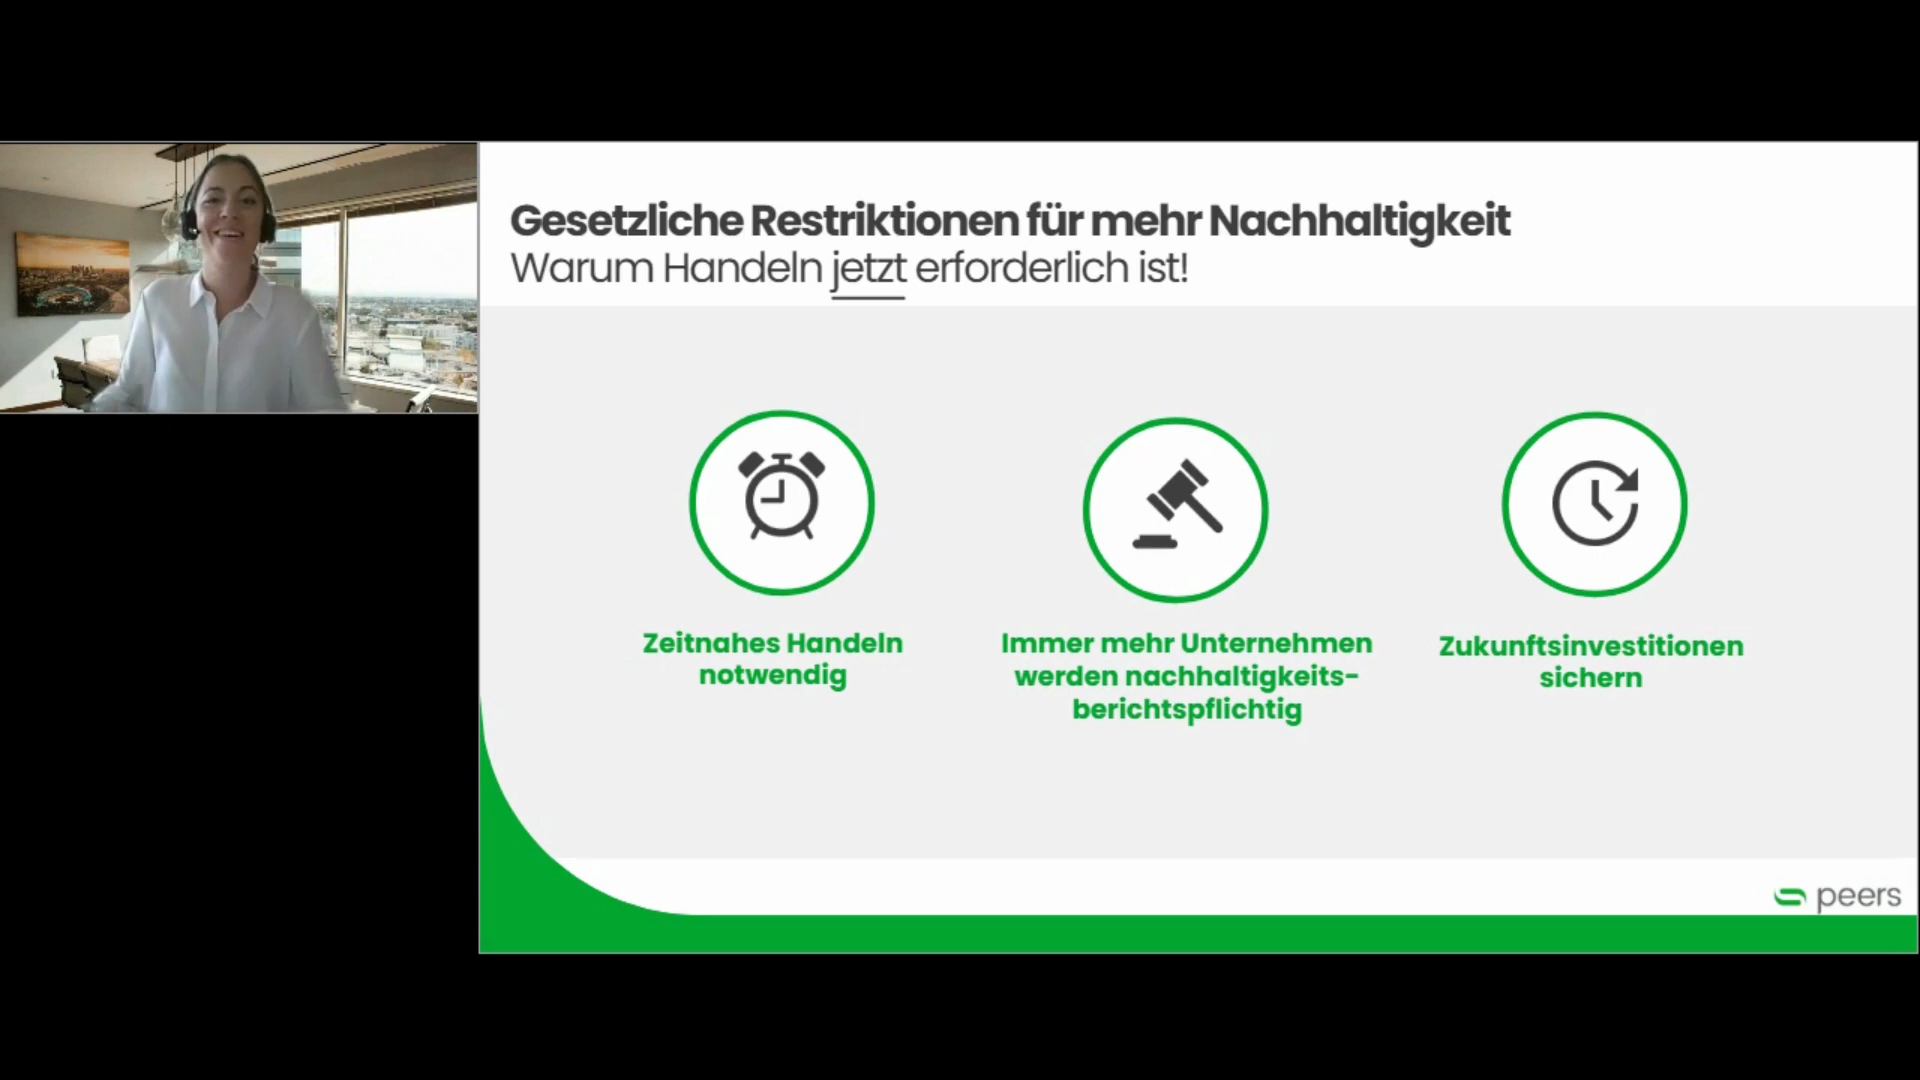 Gesetzliche Restriktionen für mehr Nachhaltigkeit
Warum Handeln jetzt erforderlich ist!
Zeitnahes Handeln
notwendig
Immer mehr Unternehmen
werden nachhaltigkeits-
berichtspflichtig
Zukunftsinvestitionen
sichern
peers